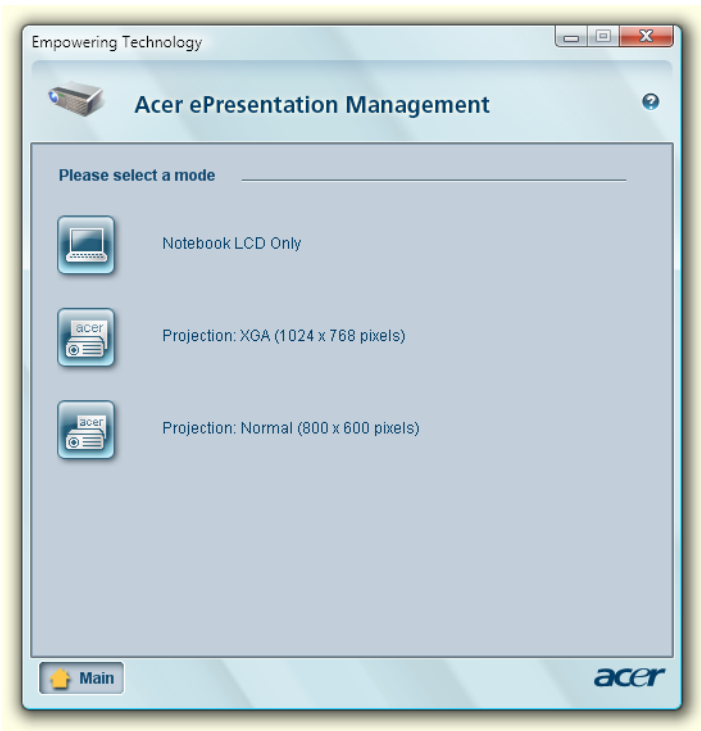 Empowering Technology
Acer ePresentation Management
Please select a mode
Notebook LCD Only
acer
Projection: XGA (1024 x 768 pixels)
acer
Projection: Normal (800 x 600 pixels)
Main
acer